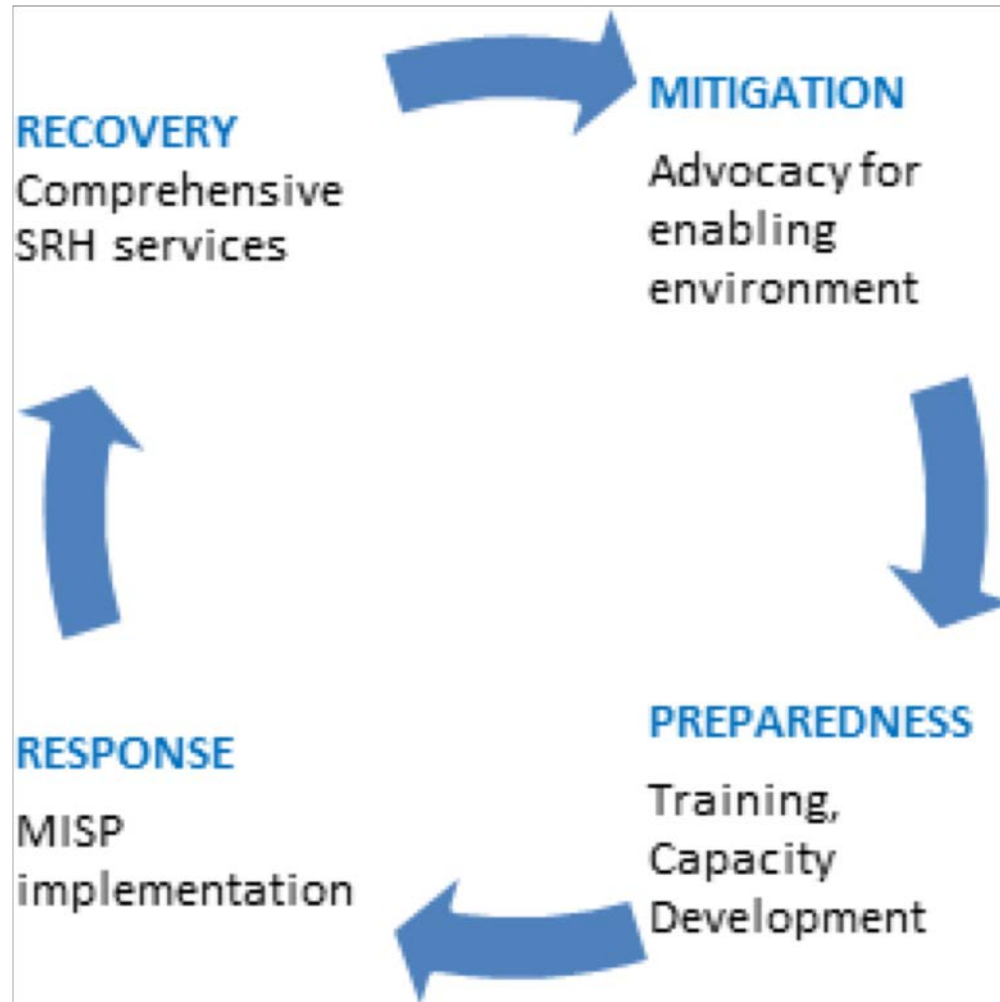 RECOVERY
Comprehensive
SRH services
MITIGATION
Advocacy for
enabling
environment
PREPAREDNESS
Training,
Capacity
Development
RESPONSE
MISP
implementation